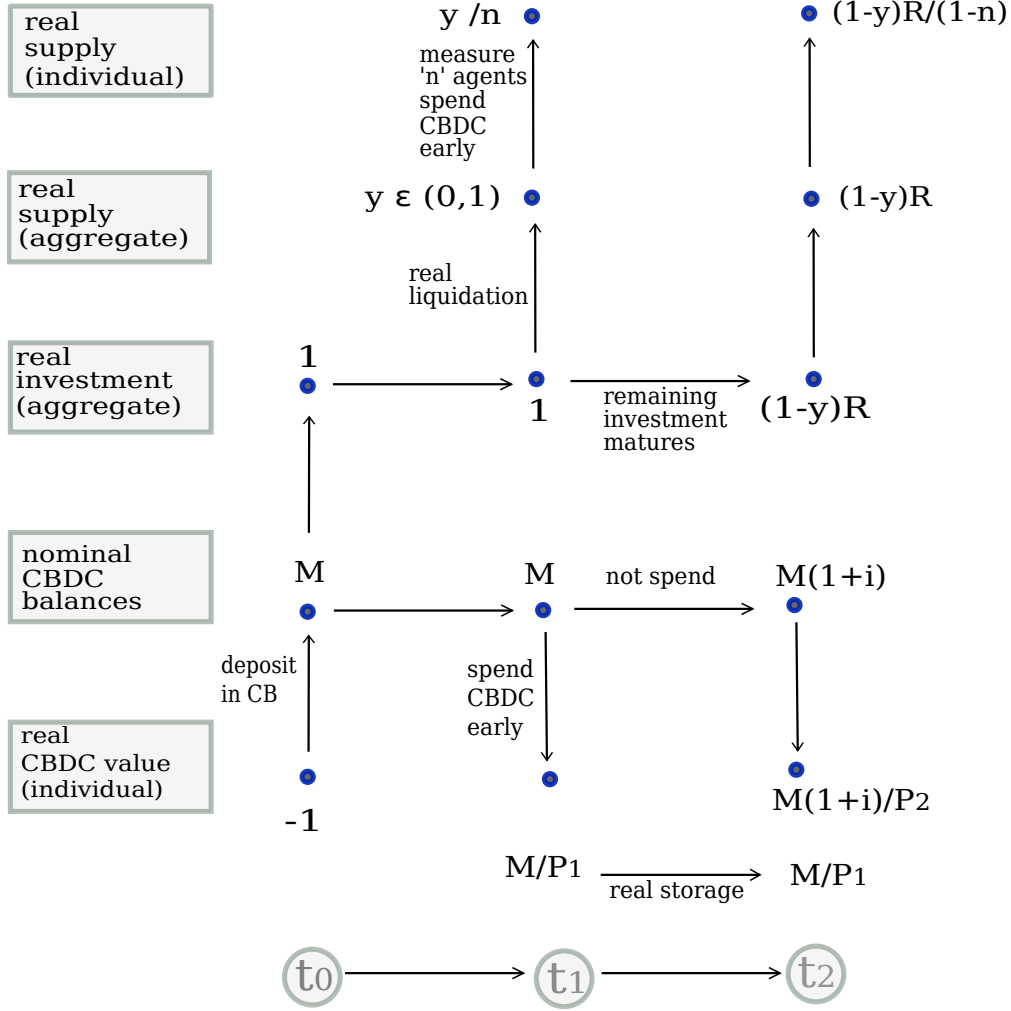 real
supply
(individual)
y /n
(1-y)R/(1-n)
measure
'n' agents
spend
CBDC
early
real
supply
(aggregate)
y ε (0,1)
(1-y)R
real
liquidation
real
investment
(aggregate)
1
1
remaining
investment
matures
(1-y)R
nominal
CBDC
balances
M
M
not spend
M(1+i)
deposit
in CB
spend
CBDC
early
real
CBDC value
(individual)
-1
M(1+i)/P2
M/P1
real storage
M/P1
t0
t1
t2